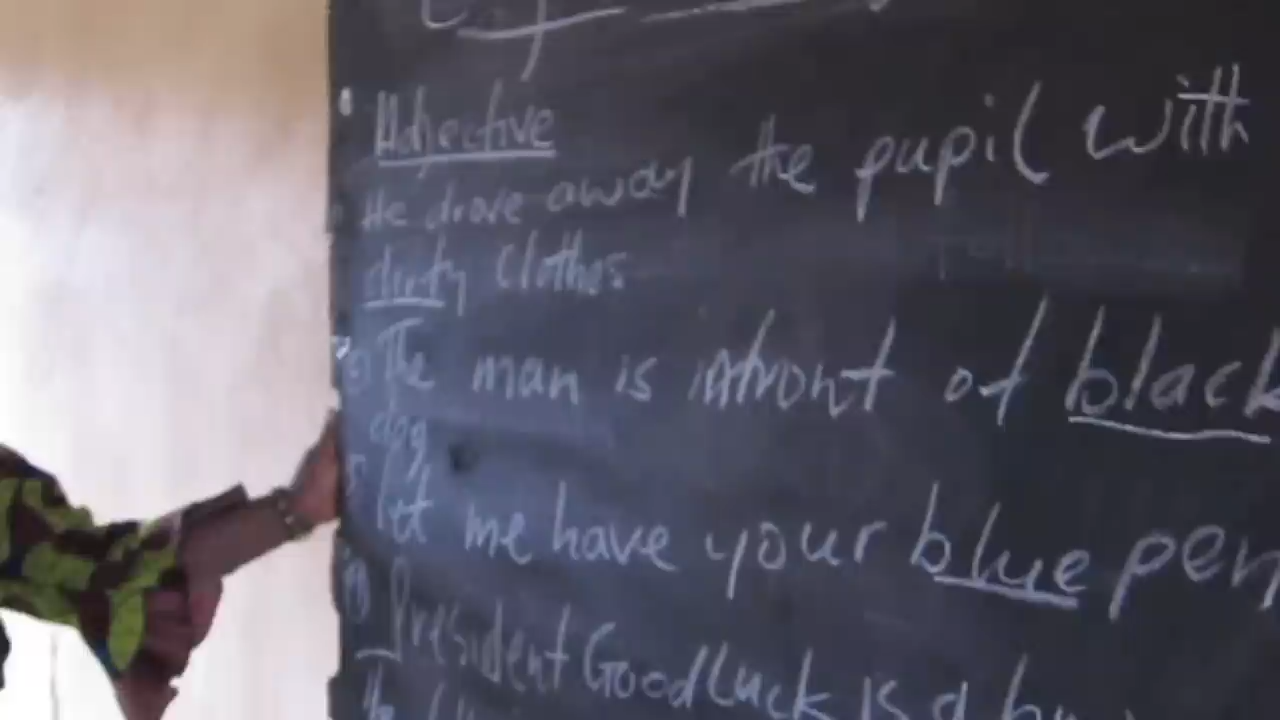 Adjective
He drove away the pupil with
dirty Clothes
The man is infront of black
dog
let me have your blue pen
President GoodLuck is a